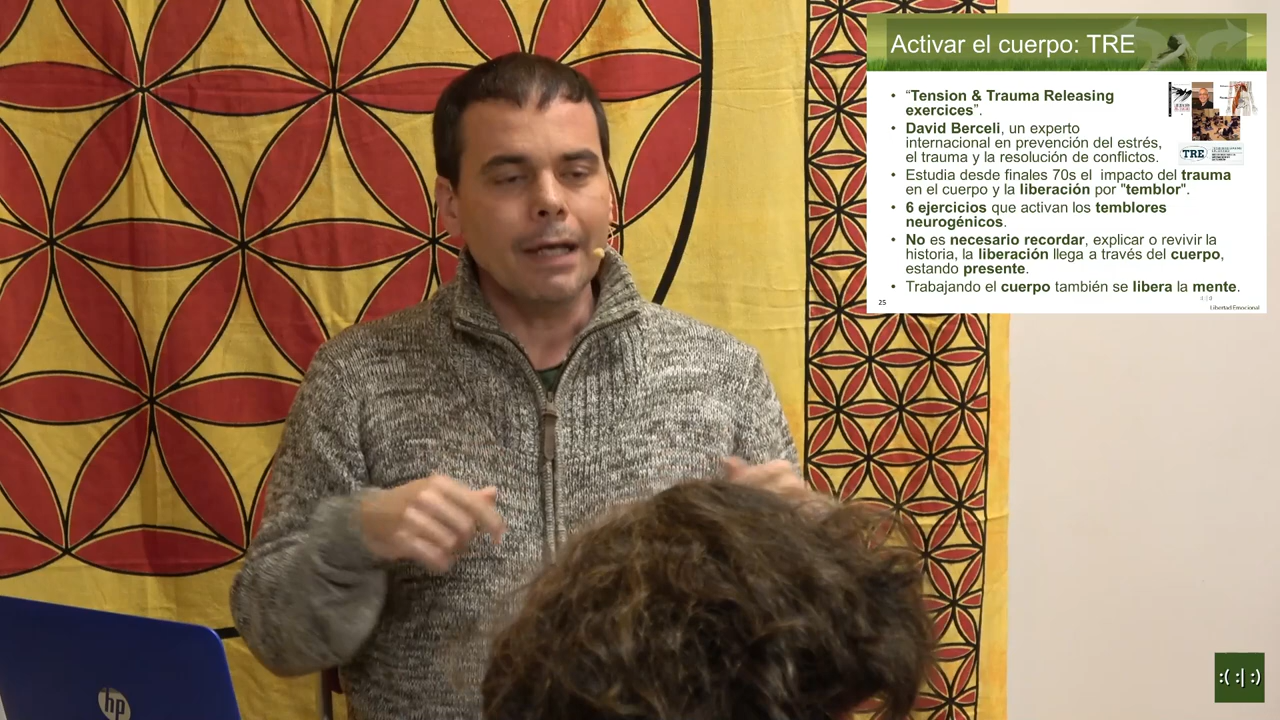 Activar el cuerpo: TRE
• “Tension & Trauma Releasing
exercices”.
• David Berceli, un experto
internacional en prevención del estrés,
el trauma y la resolución de conflictos.
• Estudia desde finales 70s el impacto del trauma
en el cuerpo y la liberación por "temblor".
• 6 ejercicios que activan los temblores
neurogénicos.
• No es necesario recordar, explicar o revivir la
historia, la liberación llega a través del cuerpo,
estando presente.
• Trabajando el cuerpo también se libera la mente.
TRE
25
Libertad Emocional
:( :| :)
hp